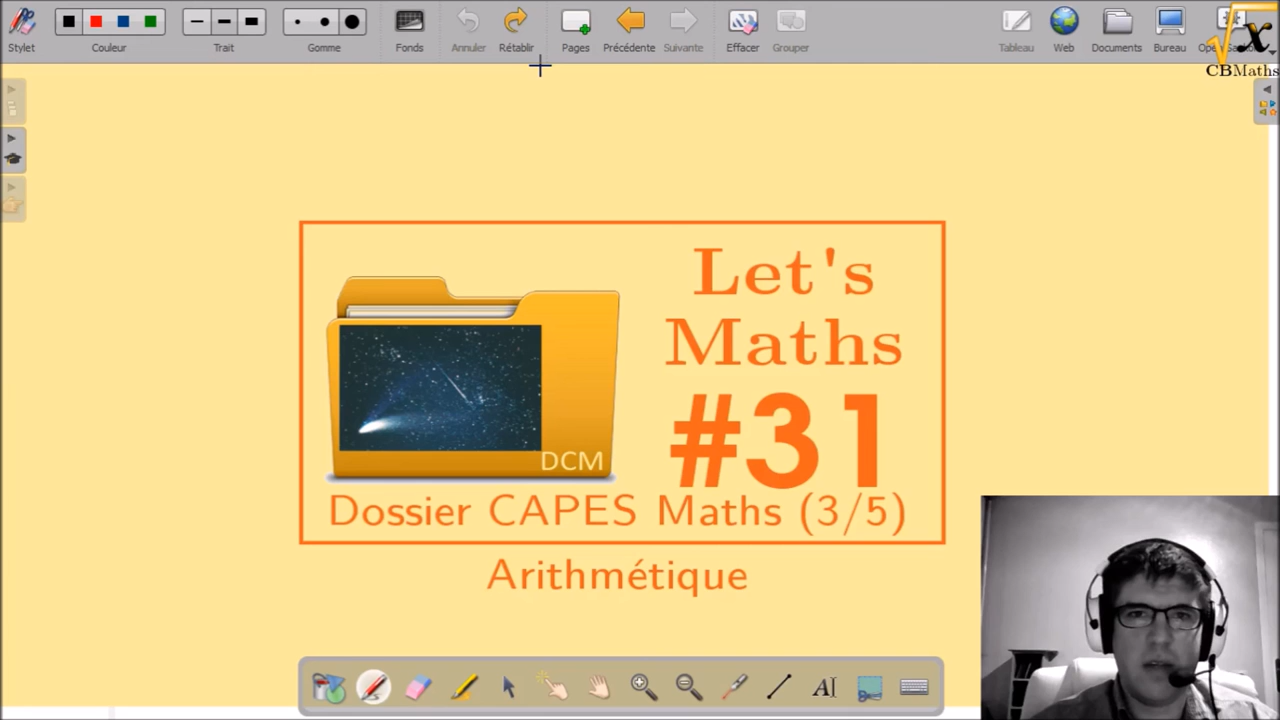 Stylet
Couleur
Trait
Gomme
Fonds
Annuler
Rétablir
Pages
Précédente
Suivante
Effacer
Grouper
Tableau
Web
Documents
Bureau
x
CBMaths
Let's
Maths
#31
DCM
Dossier CAPES Maths (3/5)
Arithmétique
AI